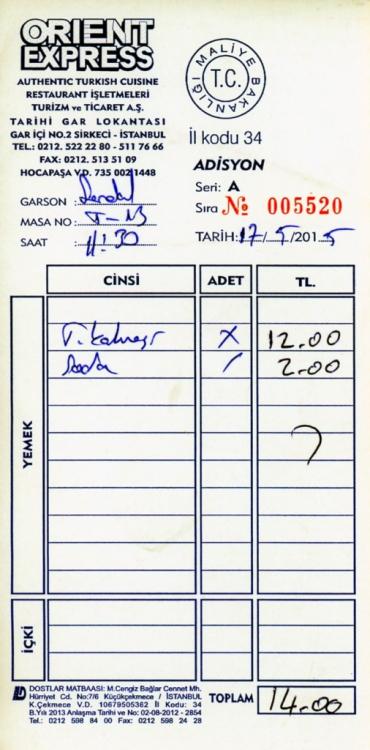 ORIENT
EXPRESS
AUTHENTIC TURKISH CUISINE
RESTAURANT İŞLETMELERİ
TURİZM ve TİCARET A.Ş.
TARİHİ GAR LOKANTASI
GAR İÇİ NO.2 SİRKECİ - İSTANBUL
TEL.: 0212. 522 22 80 - 511 76 66
FAX: 0212. 513 51 09
HOCAPAŞA V.D. 735 002 1448
GARSON :
MASA NO :
SAAT : 11:30
MALİYE BAKANLIĞI
T.C.
İl kodu 34
ADİSYON
Seri: A
Sıra № 005520
TARİH: 17/5/2015
CİNSİ ADET TL.
YEMEK
12.00
Soda / 2.00
İÇKİ
TOPLAM 14.00
DOSTLAR MATBAASI: M.Cengiz Bağlar Cennet Mh.
Hürriyet Cd. No:7/6 Küçükçekmece / İSTANBUL
K.Çekmece V.D. 10679505362 İl Kodu: 34
B.Yılı 2013 Anlaşma Tarihi ve No: 02-08-2012 - 2854
Tel.: 0212 598 84 00 Fax: 0212 598 24 28